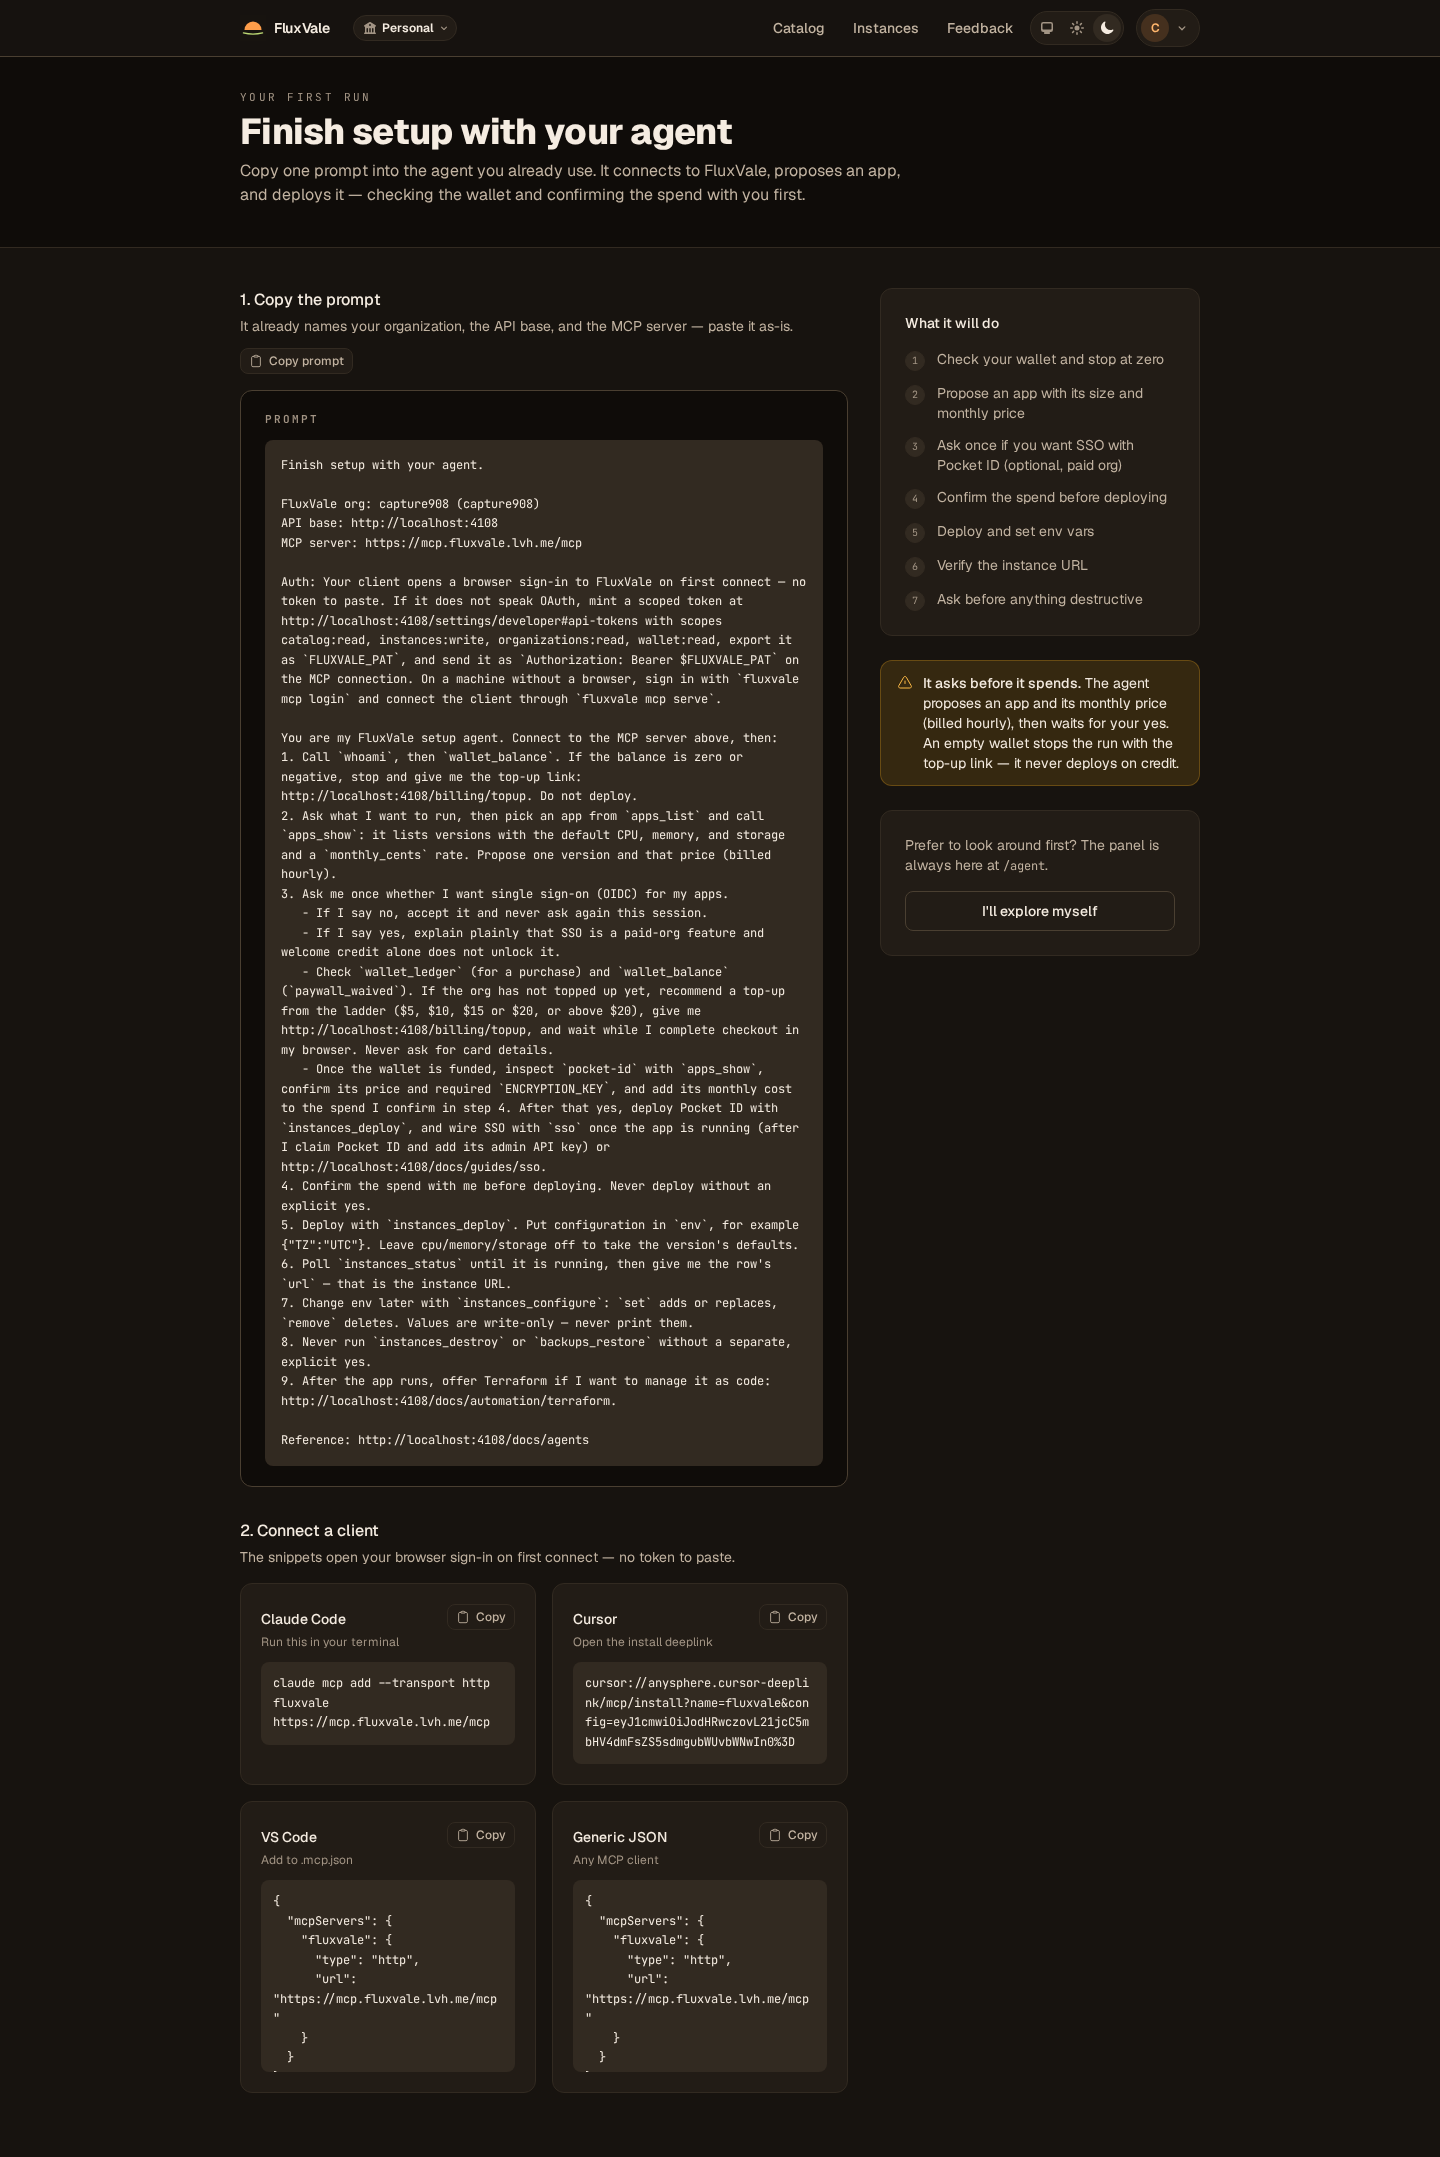 FluxVale
Personal
Catalog
Instances
Feedback
C
YOUR FIRST RUN
Finish setup with your agent
Copy one prompt into the agent you already use. It connects to FluxVale, proposes an app,
and deploys it — checking the wallet and confirming the spend with you first.
1. Copy the prompt
It already names your organization, the API base, and the MCP server — paste it as-is.
Copy prompt
PROMPT
Finish setup with your agent.
FluxVale org: capture908 (capture908)
API base: http://localhost:4108
MCP server: https://mcp.fluxvale.lvh.me/mcp
Auth: Your client opens a browser sign-in to FluxVale on first connect — no
token to paste. If it does not speak OAuth, mint a scoped token at
http://localhost:4108/settings/developer#api-tokens with scopes
catalog:read, instances:write, organizations:read, wallet:read, export it
as `FLUXVALE_PAT`, and send it as `Authorization: Bearer $FLUXVALE_PAT` on
the MCP connection. On a machine without a browser, sign in with `fluxvale
mcp login` and connect the client through `fluxvale mcp serve`.
You are my FluxVale setup agent. Connect to the MCP server above, then:
1. Call `whoami`, then `wallet_balance`. If the balance is zero or
negative, stop and give me the top-up link:
http://localhost:4108/billing/topup. Do not deploy.
2. Ask what I want to run, then pick an app from `apps_list` and call
`apps_show`: it lists versions with the default CPU, memory, and storage
and a `monthly_cents` rate. Propose one version and that price (billed
hourly).
3. Ask me once whether I want single sign-on (OIDC) for my apps.
- If I say no, accept it and never ask again this session.
- If I say yes, explain plainly that SSO is a paid-org feature and
welcome credit alone does not unlock it.
- Check `wallet_ledger` (for a purchase) and `wallet_balance`
(`paywall_waived`). If the org has not topped up yet, recommend a top-up
from the ladder ($5, $10, $15 or $20, or above $20), give me
http://localhost:4108/billing/topup, and wait while I complete checkout in
my browser. Never ask for card details.
- Once the wallet is funded, inspect `pocket-id` with `apps_show`,
confirm its price and required `ENCRYPTION_KEY`, and add its monthly cost
to the spend I confirm in step 4. After that yes, deploy Pocket ID with
`instances_deploy`, and wire SSO with `sso` once the app is running (after
I claim Pocket ID and add its admin API key) or
http://localhost:4108/docs/guides/sso.
4. Confirm the spend with me before deploying. Never deploy without an
explicit yes.
5. Deploy with `instances_deploy`. Put configuration in `env`, for example
{"TZ":"UTC"}. Leave cpu/memory/storage off to take the version's defaults.
6. Poll `instances_status` until it is running, then give me the row's
`url` — that is the instance URL.
7. Change env later with `instances_configure`: `set` adds or replaces,
`remove` deletes. Values are write-only — never print them.
8. Never run `instances_destroy` or `backups_restore` without a separate,
explicit yes.
9. After the app runs, offer Terraform if I want to manage it as code:
http://localhost:4108/docs/automation/terraform.
Reference: http://localhost:4108/docs/agents
What it will do
1 Check your wallet and stop at zero
2 Propose an app with its size and
monthly price
3 Ask once if you want SSO with
Pocket ID (optional, paid org)
4 Confirm the spend before deploying
5 Deploy and set env vars
6 Verify the instance URL
7 Ask before anything destructive
It asks before it spends. The agent
proposes an app and its monthly price
(billed hourly), then waits for your yes.
An empty wallet stops the run with the
top-up link — it never deploys on credit.
Prefer to look around first? The panel is
always here at /agent.
I'll explore myself
2. Connect a client
The snippets open your browser sign-in on first connect — no token to paste.
Claude Code
Copy
Run this in your terminal
claude mcp add --transport http
fluxvale
https://mcp.fluxvale.lvh.me/mcp
Cursor
Copy
Open the install deeplink
cursor://anysphere.cursor-deepli
nk/mcp/install?name=fluxvale&con
fig=eyJ1cmwiOiJodHRwczovL21jcC5m
bHV4dmFsZS5sdmgubWUvbWNwIn0%3D
VS Code
Copy
Add to .mcp.json
{
"mcpServers": {
"fluxvale": {
"type": "http",
"url":
"https://mcp.fluxvale.lvh.me/mcp
"
}
}
Generic JSON
Copy
Any MCP client
{
"mcpServers": {
"fluxvale": {
"type": "http",
"url":
"https://mcp.fluxvale.lvh.me/mcp
"
}
}